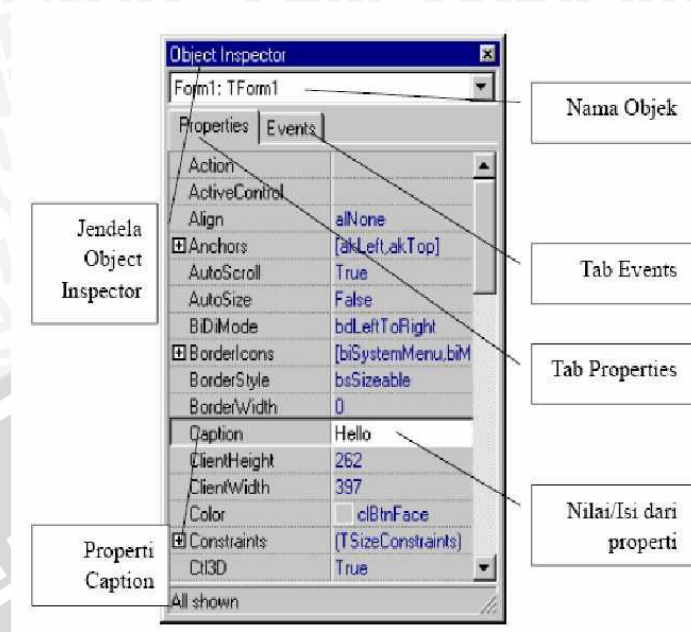 Object Inspector
Form1: TForm1
Properties Events
Action
ActiveControl
Align alNone
Anchors [akLeft,akTop]
AutoScroll True
AutoSize False
BiDiMode bdLeftToRight
BorderIcons [biSystemMenu,biM
BorderStyle bsSizeable
BorderWidth 0
Caption Hello
ClientHeight 262
ClientWidth 397
Color clBtnFace
Constraints (TSizeConstraints)
Ctl3D True
All shown
Jendela
Object
Inspector
Properti
Caption
Nama Objek
Tab Events
Tab Properties
Nilai/Isi dari
properti